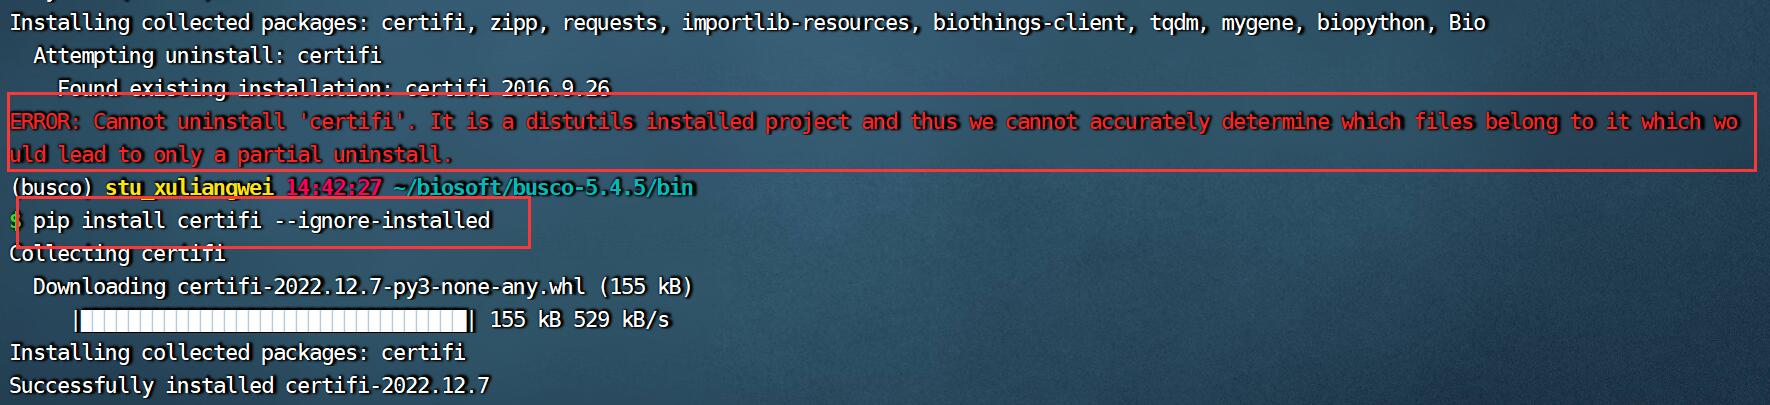 Installing collected packages: certifi, zipp, requests, importlib-resources, biothings-client, tqdm, mygene, biopython, Bio
Attempting uninstall: certifi
Found existing installation: certifi 2016.9.26
ERROR: Cannot uninstall 'certifi'. It is a distutils installed project and thus we cannot accurately determine which files belong to it which wo
uld lead to only a partial uninstall.
(busco) stu_xuliangwei 14:42:27 ~/biosoft/busco-5.4.5/bin
$ pip install certifi --ignore-installed
Collecting certifi
Downloading certifi-2022.12.7-py3-none-any.whl (155 kB)
|████████████████████████████████| 155 kB 529 kB/s
Installing collected packages: certifi
Successfully installed certifi-2022.12.7